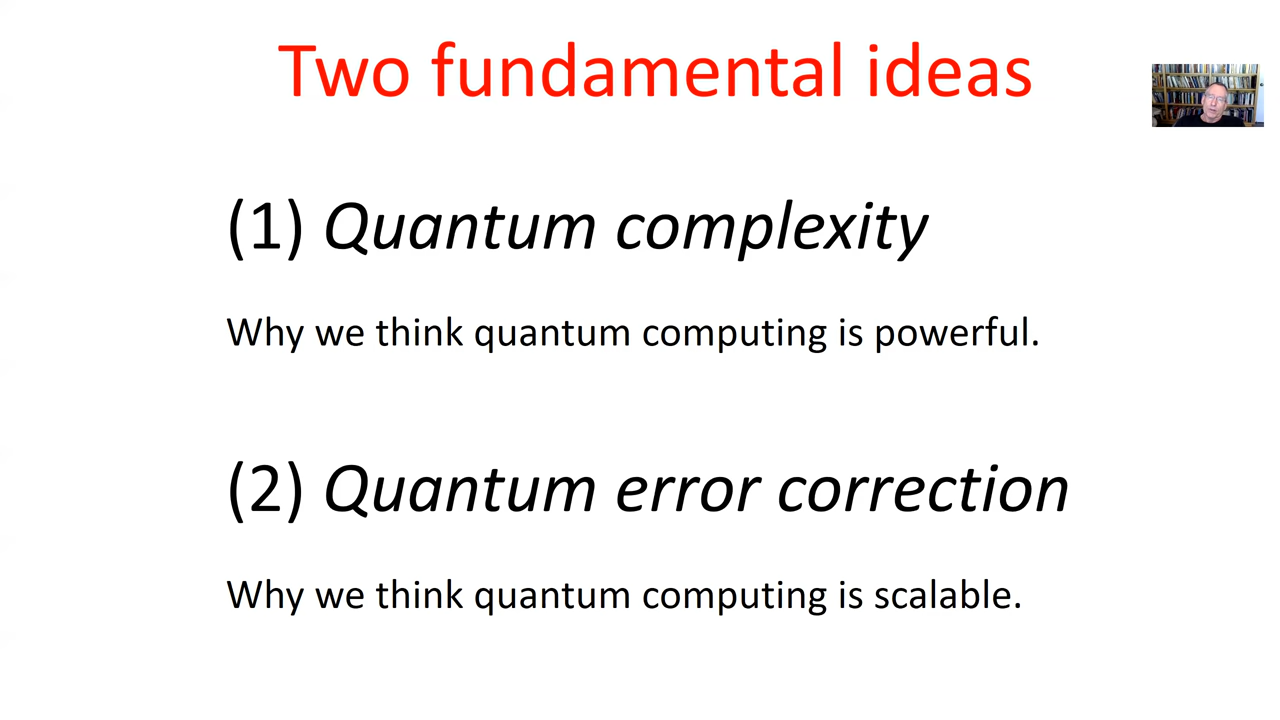 Two fundamental ideas
(1) Quantum complexity
Why we think quantum computing is powerful.
(2) Quantum error correction
Why we think quantum computing is scalable.